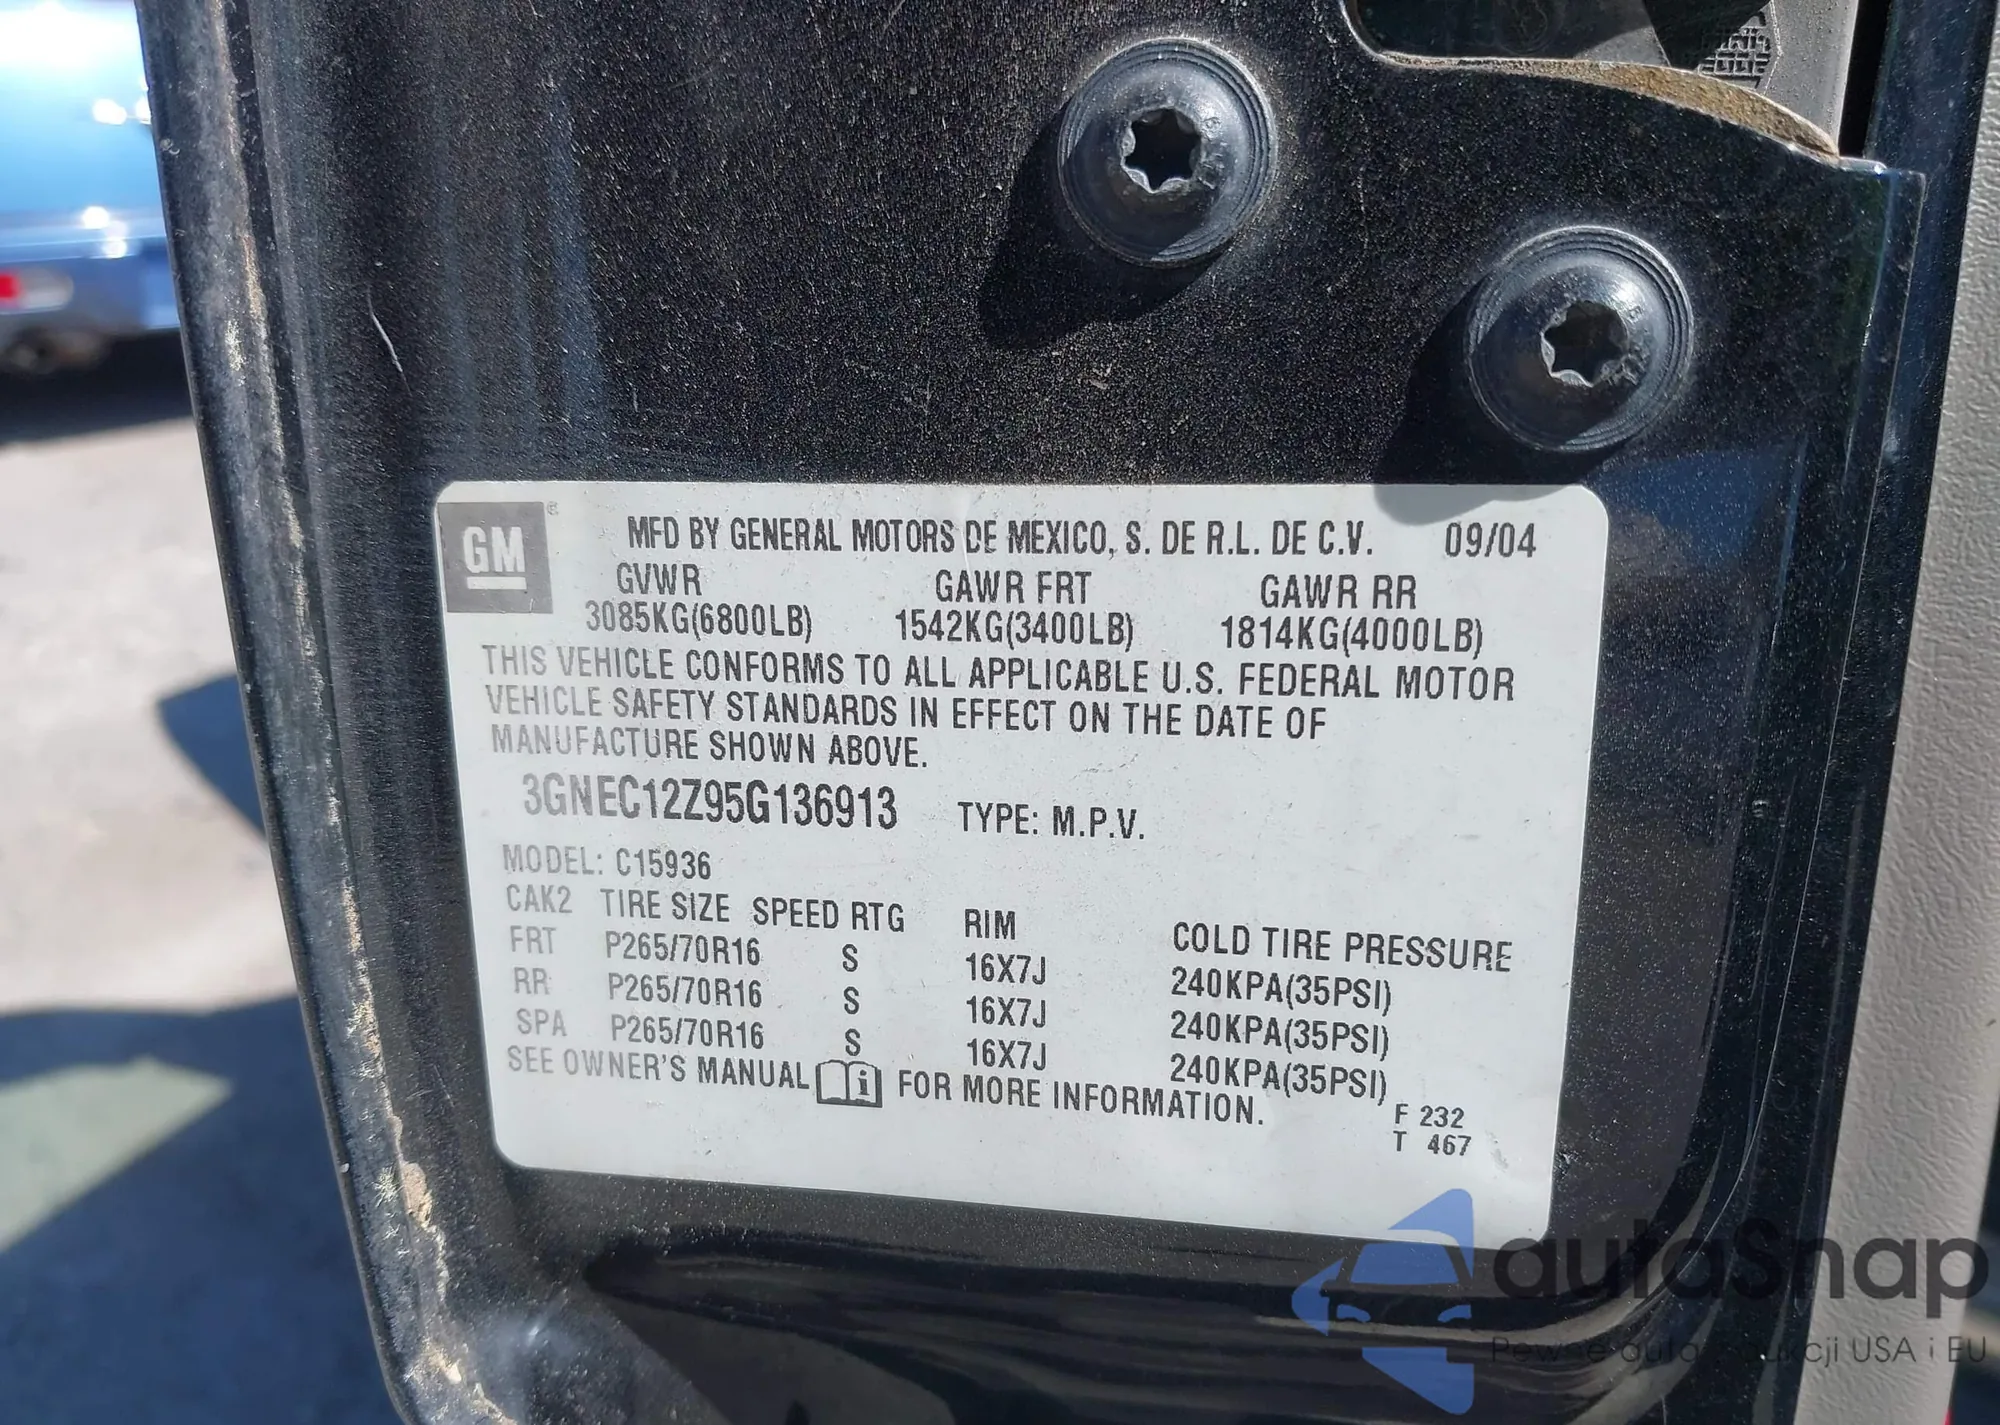 GM ®
MFD BY GENERAL MOTORS DE MEXICO, S. DE R.L. DE C.V. 09/04
GVWR GAWR FRT GAWR RR
3085KG(6800LB) 1542KG(3400LB) 1814KG(4000LB)
THIS VEHICLE CONFORMS TO ALL APPLICABLE U.S. FEDERAL MOTOR
VEHICLE SAFETY STANDARDS IN EFFECT ON THE DATE OF
MANUFACTURE SHOWN ABOVE.
3GNEC12Z95G136913 TYPE: M.P.V.
MODEL: C15936
CAK2 TIRE SIZE SPEED RTG RIM COLD TIRE PRESSURE
FRT P265/70R16 S 16X7J 240KPA(35PSI)
RR P265/70R16 S 16X7J 240KPA(35PSI)
SPA P265/70R16 S 16X7J 240KPA(35PSI)
SEE OWNER'S MANUAL i FOR MORE INFORMATION.
F 232
T 467
autoSnap
Pewne auto USA i EU